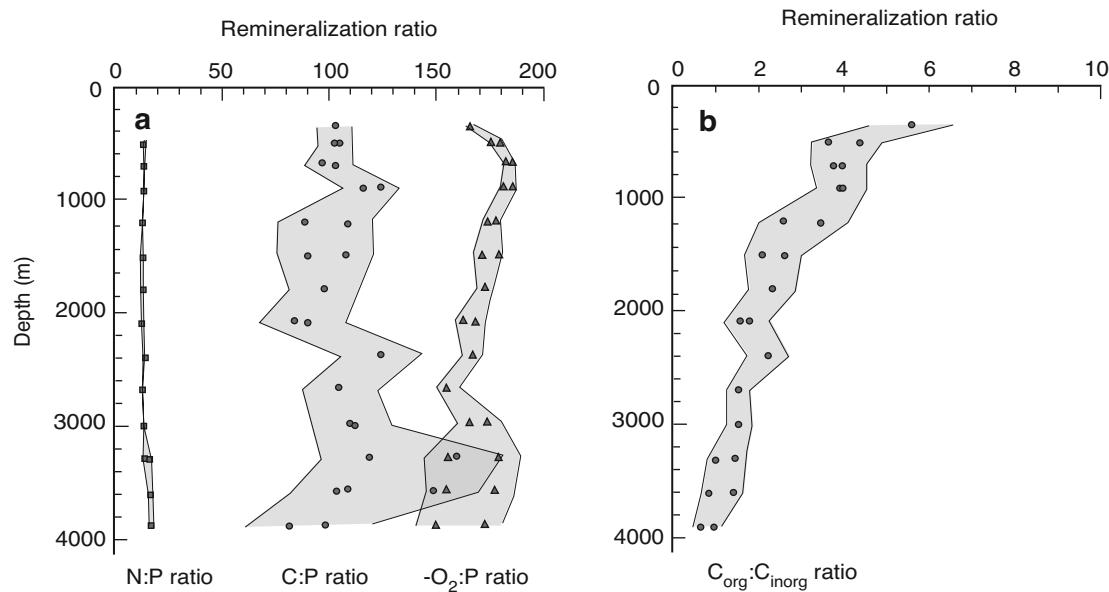 Remineralization ratio
0 50 100 150 200
0
1000
2000
3000
4000
Depth (m)
a
N:P ratio C:P ratio -O2:P ratio
Remineralization ratio
0 2 4 6 8 10
0
1000
2000
3000
4000
b
Corg:Cinorg ratio